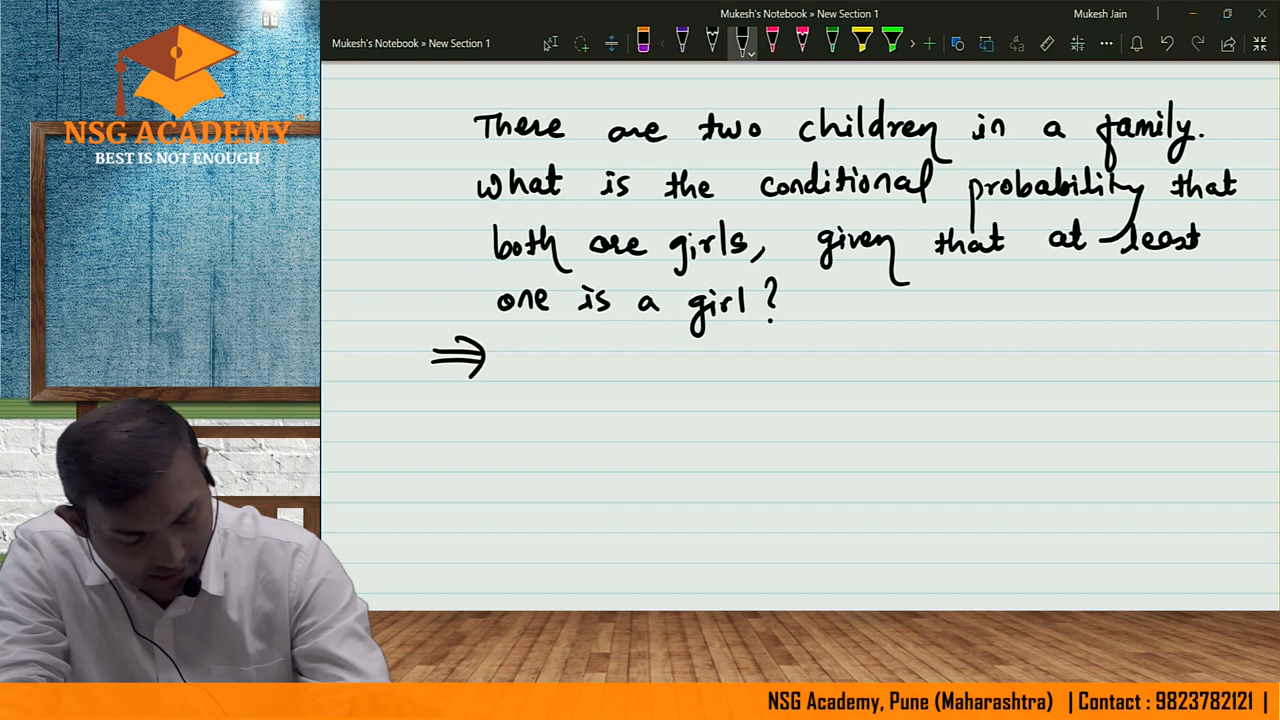 Mukesh's Notebook » New Section 1
Mukesh Jain
Mukesh's Notebook » New Section 1
NSG ACADEMY
BEST IS NOT ENOUGH
There are two children in a family.
What is the conditional probability that
both are girls, given that at least
one is a girl?
⇒
NSG Academy, Pune (Maharashtra) | Contact : 9823782121 |